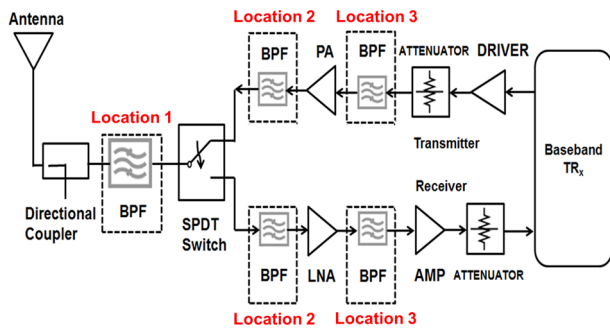 Antenna
Location 1
BPF
Directional
Coupler
SPDT
Switch
Location 2
BPF
PA
Location 3
BPF
ATTENUATOR
DRIVER
Transmitter
Receiver
Baseband
TRx
BPF
Location 2
LNA
BPF
Location 3
AMP
ATTENUATOR